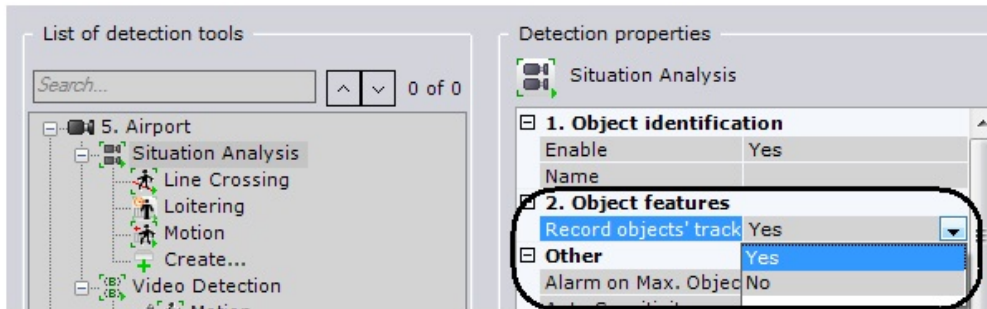 List of detection tools
Search...
0 of 0
5. Airport
Situation Analysis
Line Crossing
Loitering
Motion
Create...
Video Detection
Motion
Detection properties
Situation Analysis
1. Object identification
Enable Yes
Name
2. Object features
Record objects' track Yes
Yes
Other
Alarm on Max. Objec No